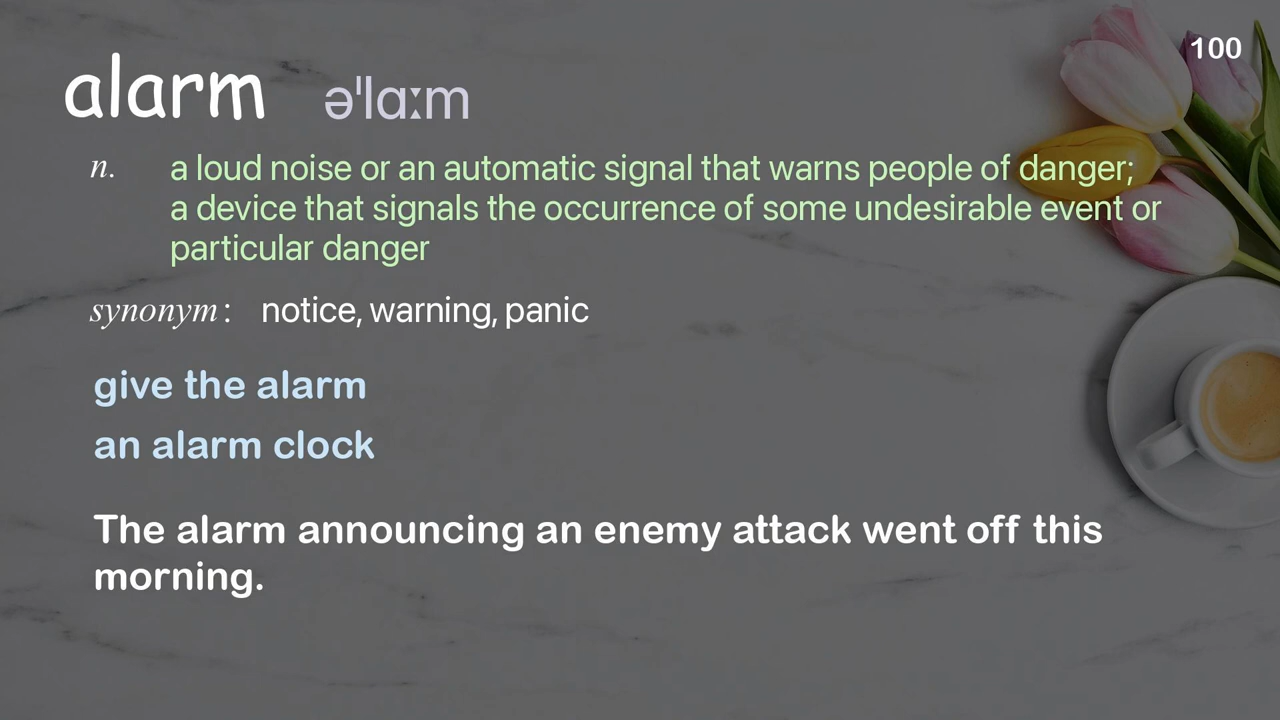 100
alarm əˈlɑːm
n. a loud noise or an automatic signal that warns people of danger;
a device that signals the occurrence of some undesirable event or
particular danger
synonym: notice, warning, panic
give the alarm
an alarm clock
The alarm announcing an enemy attack went off this
morning.